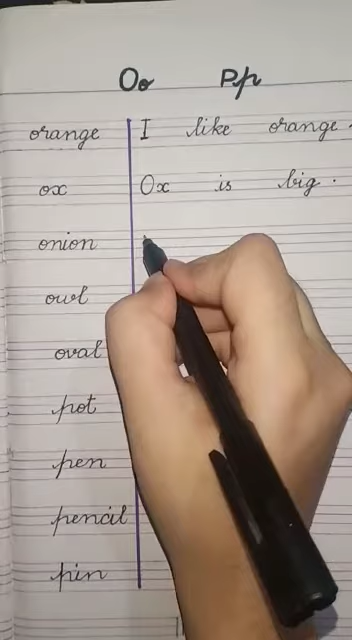 Oo Pp
orange I like orange.
ox Ox is big.
onion
owl
oval
pot
pen
pencil
pin